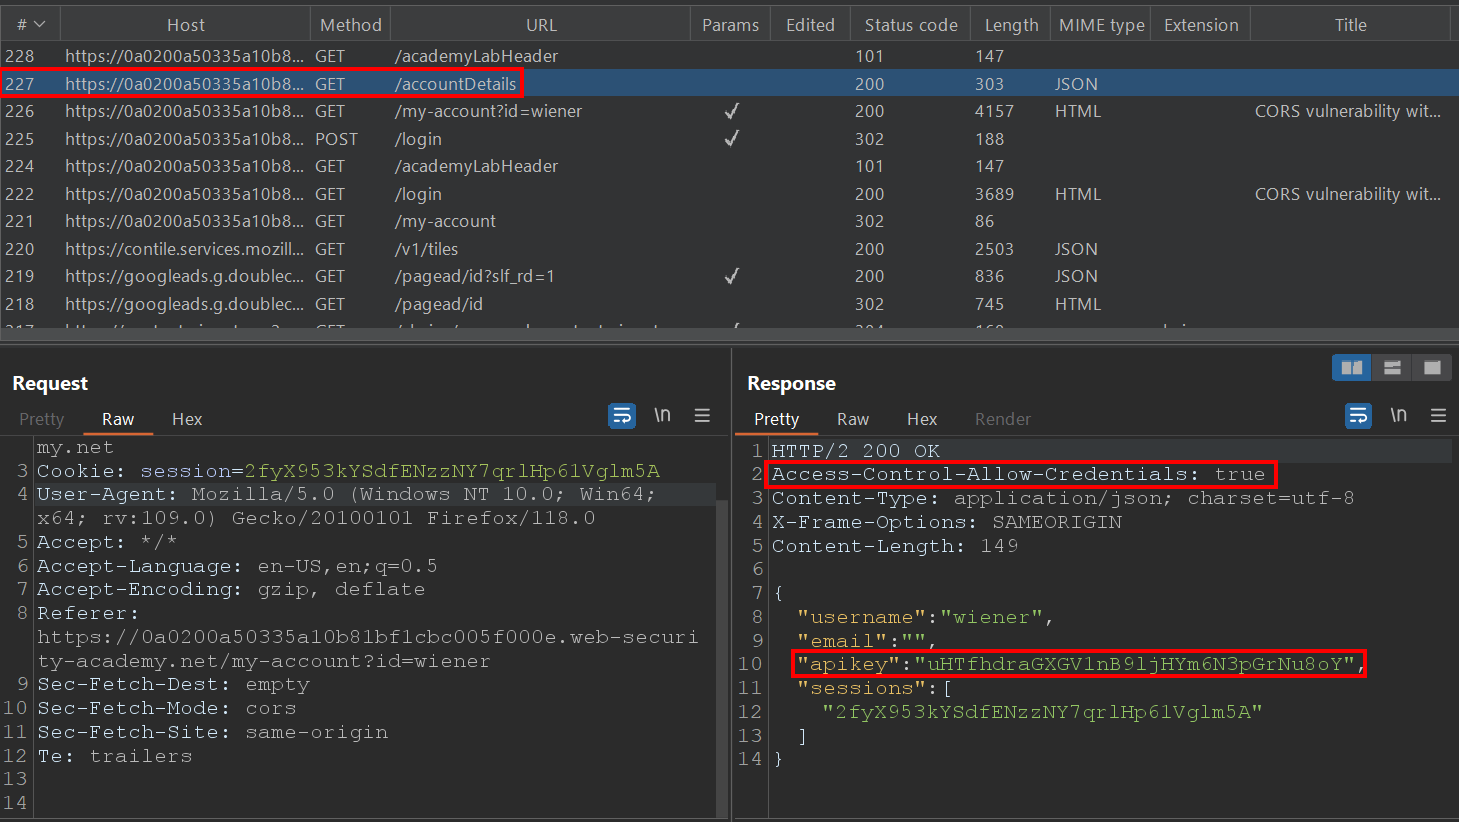 # Host Method URL Params Edited Status code Length MIME type Extension Title
228 https://0a0200a50335a10b8... GET /academyLabHeader 101 147
227 https://0a0200a50335a10b8... GET /accountDetails 200 303 JSON
226 https://0a0200a50335a10b8... GET /my-account?id=wiener ✓ 200 4157 HTML CORS vulnerability wit...
225 https://0a0200a50335a10b8... POST /login ✓ 302 188
224 https://0a0200a50335a10b8... GET /academyLabHeader 101 147
222 https://0a0200a50335a10b8... GET /login 200 3689 HTML CORS vulnerability wit...
221 https://0a0200a50335a10b8... GET /my-account 302 86
220 https://contile.services.mozill... GET /v1/tiles 200 2503 JSON
219 https://googleads.g.doublec... GET /pagead/id?slf_rd=1 ✓ 200 836 JSON
218 https://googleads.g.doublec... GET /pagead/id 302 745 HTML
Request
Pretty Raw Hex \n
my.net
3 Cookie: session=2fyX953kYSdfENzzNY7qrlHp61Vglm5A
4 User-Agent: Mozilla/5.0 (Windows NT 10.0; Win64;
x64; rv:109.0) Gecko/20100101 Firefox/118.0
5 Accept: */*
6 Accept-Language: en-US,en;q=0.5
7 Accept-Encoding: gzip, deflate
8 Referer:
https://0a0200a50335a10b81bf1cbc005f000e.web-securi
ty-academy.net/my-account?id=wiener
9 Sec-Fetch-Dest: empty
10 Sec-Fetch-Mode: cors
11 Sec-Fetch-Site: same-origin
12 Te: trailers
13
14
Response
Pretty Raw Hex Render \n
1 HTTP/2 200 OK
2 Access-Control-Allow-Credentials: true
3 Content-Type: application/json; charset=utf-8
4 X-Frame-Options: SAMEORIGIN
5 Content-Length: 149
6
7 {
8 "username":"wiener",
9 "email":"",
10 "apikey":"uHTfhdraGXGV1nB9ljHYm6N3pGrNu8oY",
11 "sessions":[
12 "2fyX953kYSdfENzzNY7qrlHp61Vglm5A"
13 ]
14 }